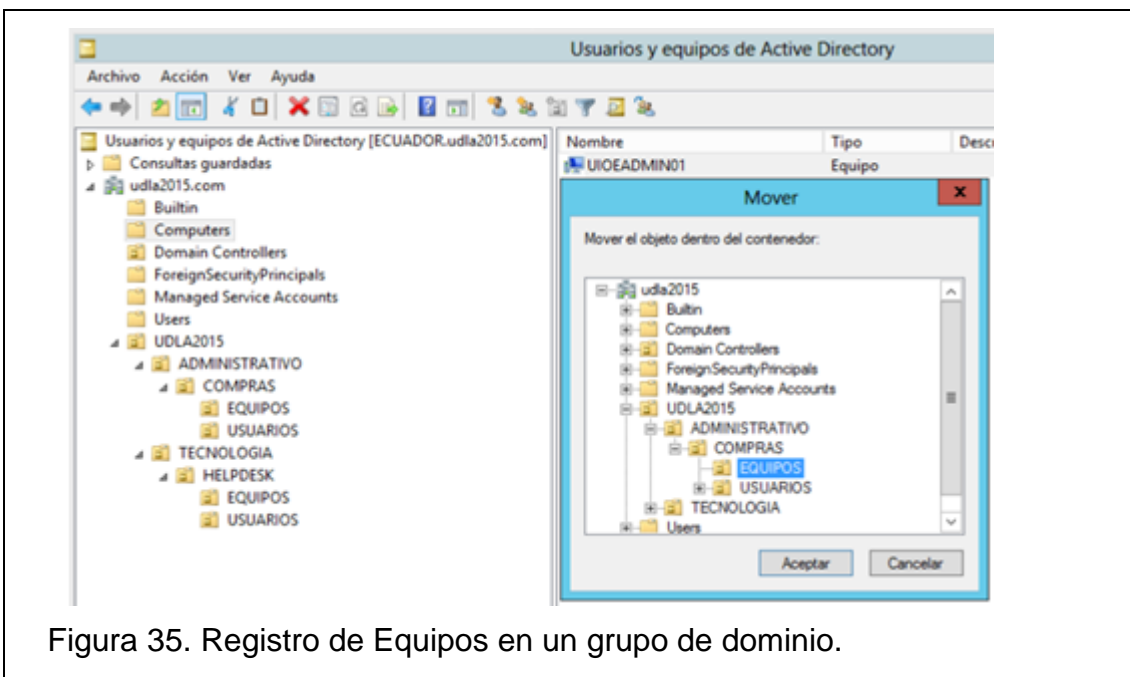 Usuarios y equipos de Active Directory
Archivo Acción Ver Ayuda
Usuarios y equipos de Active Directory [ECUADOR.udla2015.com]
Consultas guardadas
udla2015.com
Builtin
Computers
Domain Controllers
ForeignSecurityPrincipals
Managed Service Accounts
Users
UDLA2015
ADMINISTRATIVO
COMPRAS
EQUIPOS
USUARIOS
TECNOLOGIA
HELPDESK
EQUIPOS
USUARIOS
Nombre Tipo Desc
UIOEADMIN01 Equipo
Mover
Mover el objeto dentro del contenedor:
udla2015
Builtin
Computers
Domain Controllers
ForeignSecurityPrincipals
Managed Service Accounts
UDLA2015
ADMINISTRATIVO
COMPRAS
EQUIPOS
USUARIOS
TECNOLOGIA
Users
Aceptar Cancelar
Figura 35. Registro de Equipos en un grupo de dominio.